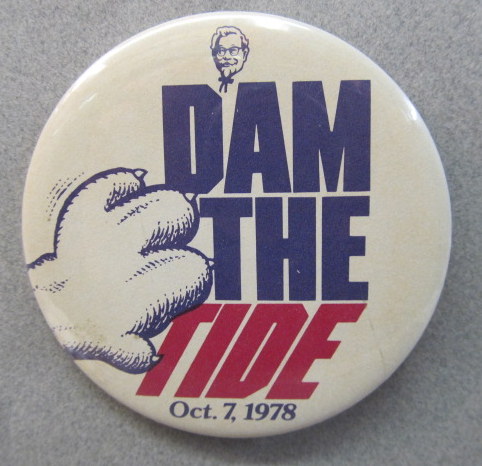 DAM
THE
TIDE
Oct. 7, 1978